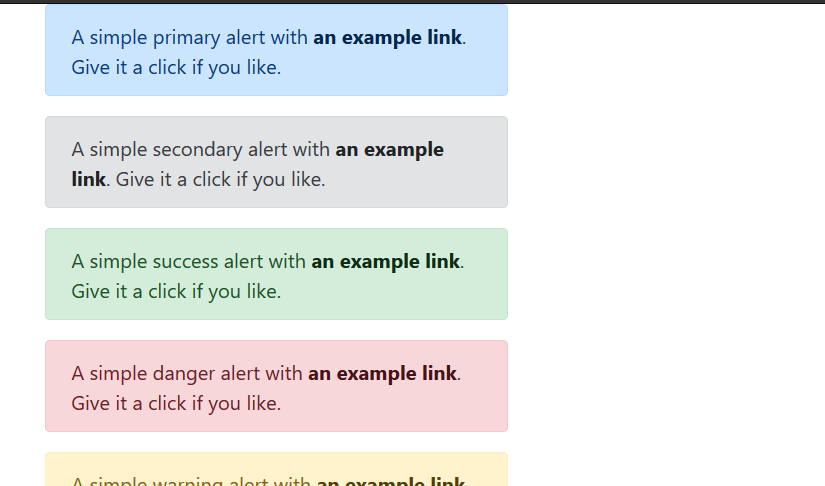 A simple primary alert with an example link.
Give it a click if you like.
A simple secondary alert with an example
link. Give it a click if you like.
A simple success alert with an example link.
Give it a click if you like.
A simple danger alert with an example link.
Give it a click if you like.
A simple warning alert with an example link.